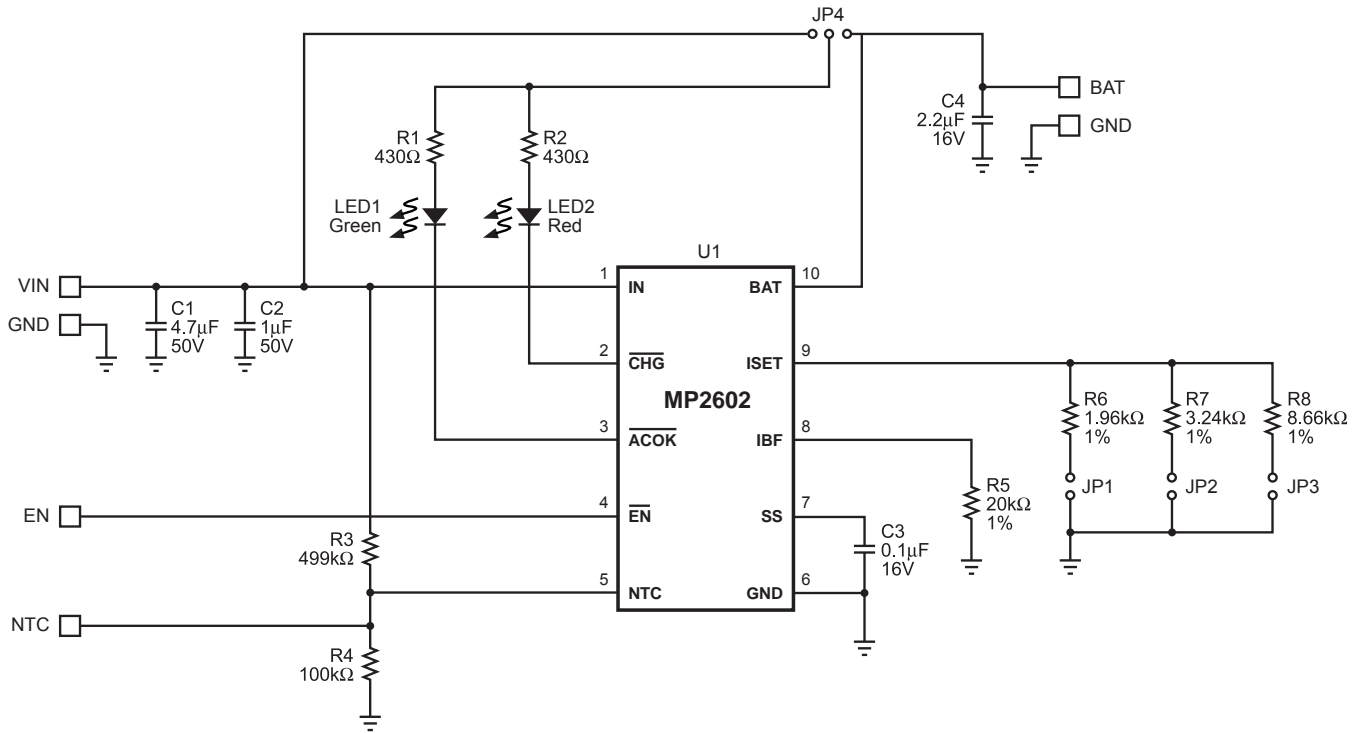 JP4
C4
2.2µF
16V
BAT
GND
R1
430Ω
R2
430Ω
LED1
Green
LED2
Red
U1
VIN
GND
C1
4.7µF
50V
C2
1µF
50V
1
IN
BAT
10
2
CHG
ISET
9
MP2602
3
ACOK
IBF
8
EN
4
EN
SS
7
NTC
5
NTC
GND
6
R3
499kΩ
R4
100kΩ
C3
0.1µF
16V
R5
20kΩ
1%
R6
1.96kΩ
1%
R7
3.24kΩ
1%
R8
8.66kΩ
1%
JP1
JP2
JP3